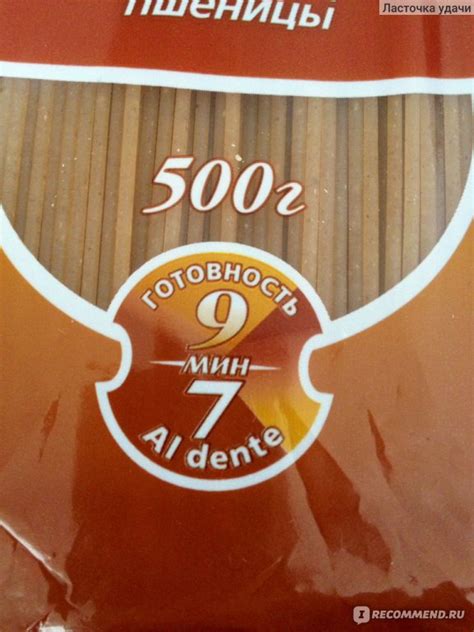 Ласточка удачи
пшеницы
500г
ГОТОВНОСТЬ
9
МИН
7
Al dente
I RECOMMEND.RU